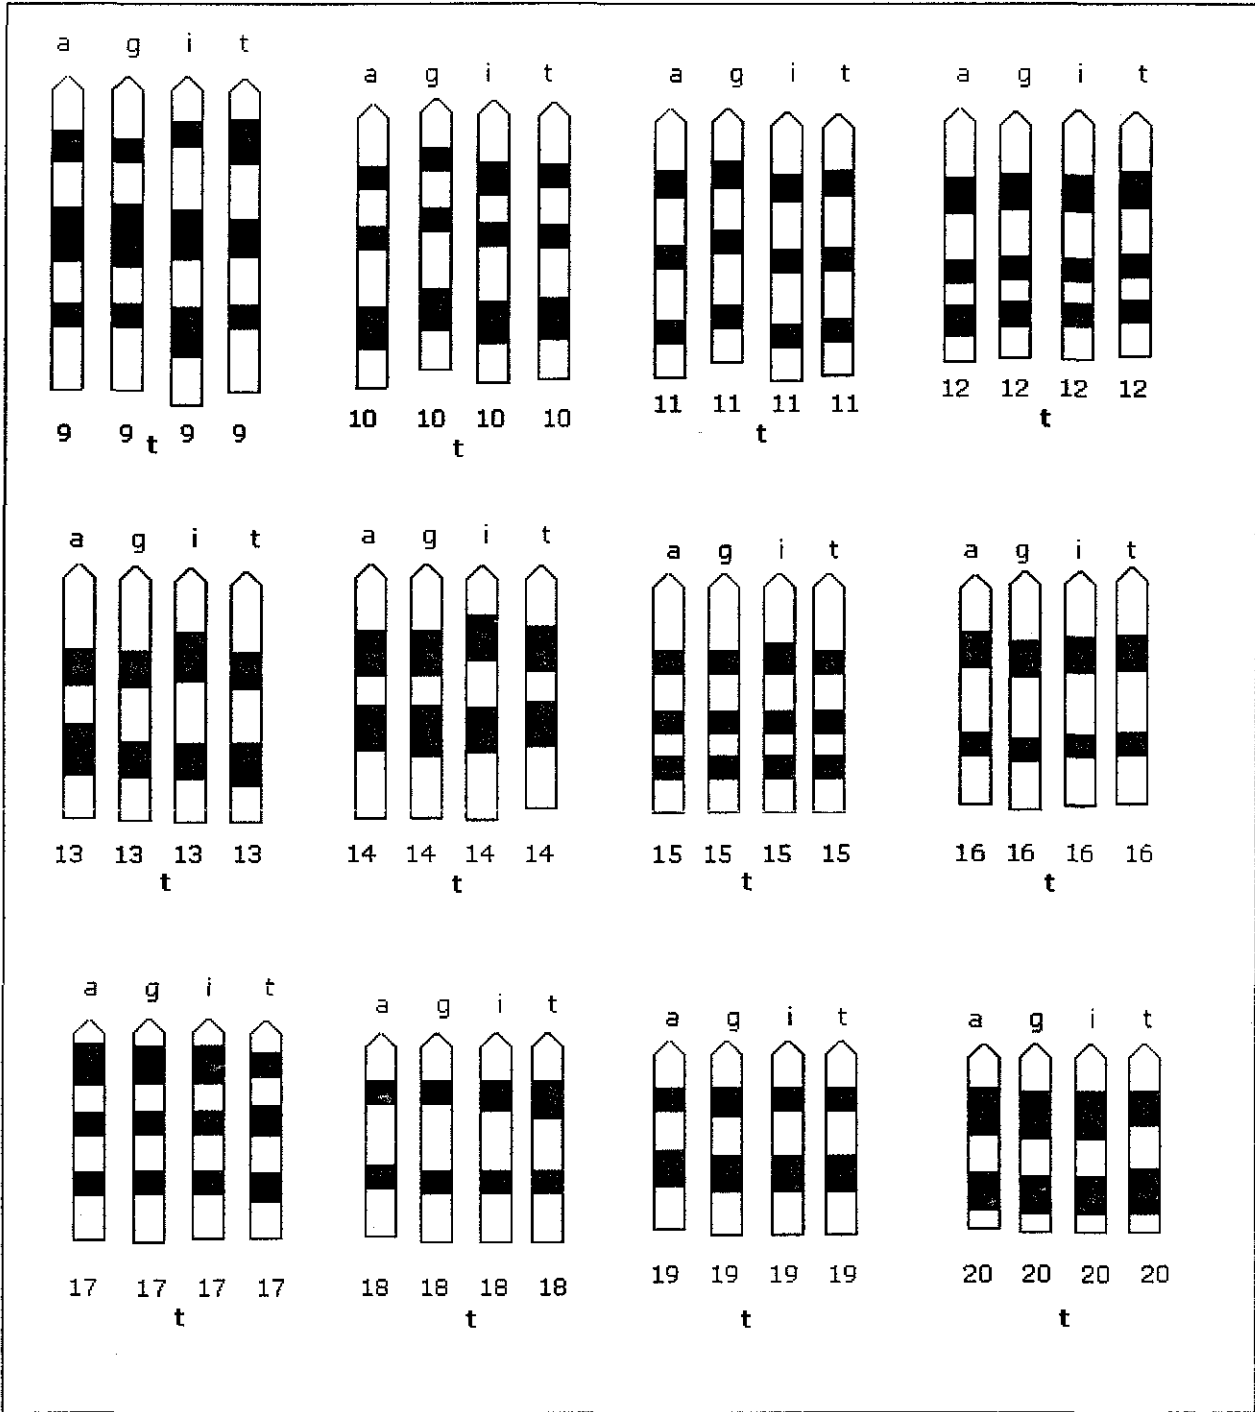 a g i t
a g i t
a g i t
a g i t
9 9 9 9
10 10 10 10
11 11 11 11
12 12 12 12
t
t
t
t
a g i t
a g i t
a g i t
a g i t
13 13 13 13
14 14 14 14
15 15 15 15
16 16 16 16
t
t
t
t
a g i t
a g i t
a g i t
a g i t
17 17 17 17
18 18 18 18
19 19 19 19
20 20 20 20
t
t
t
t